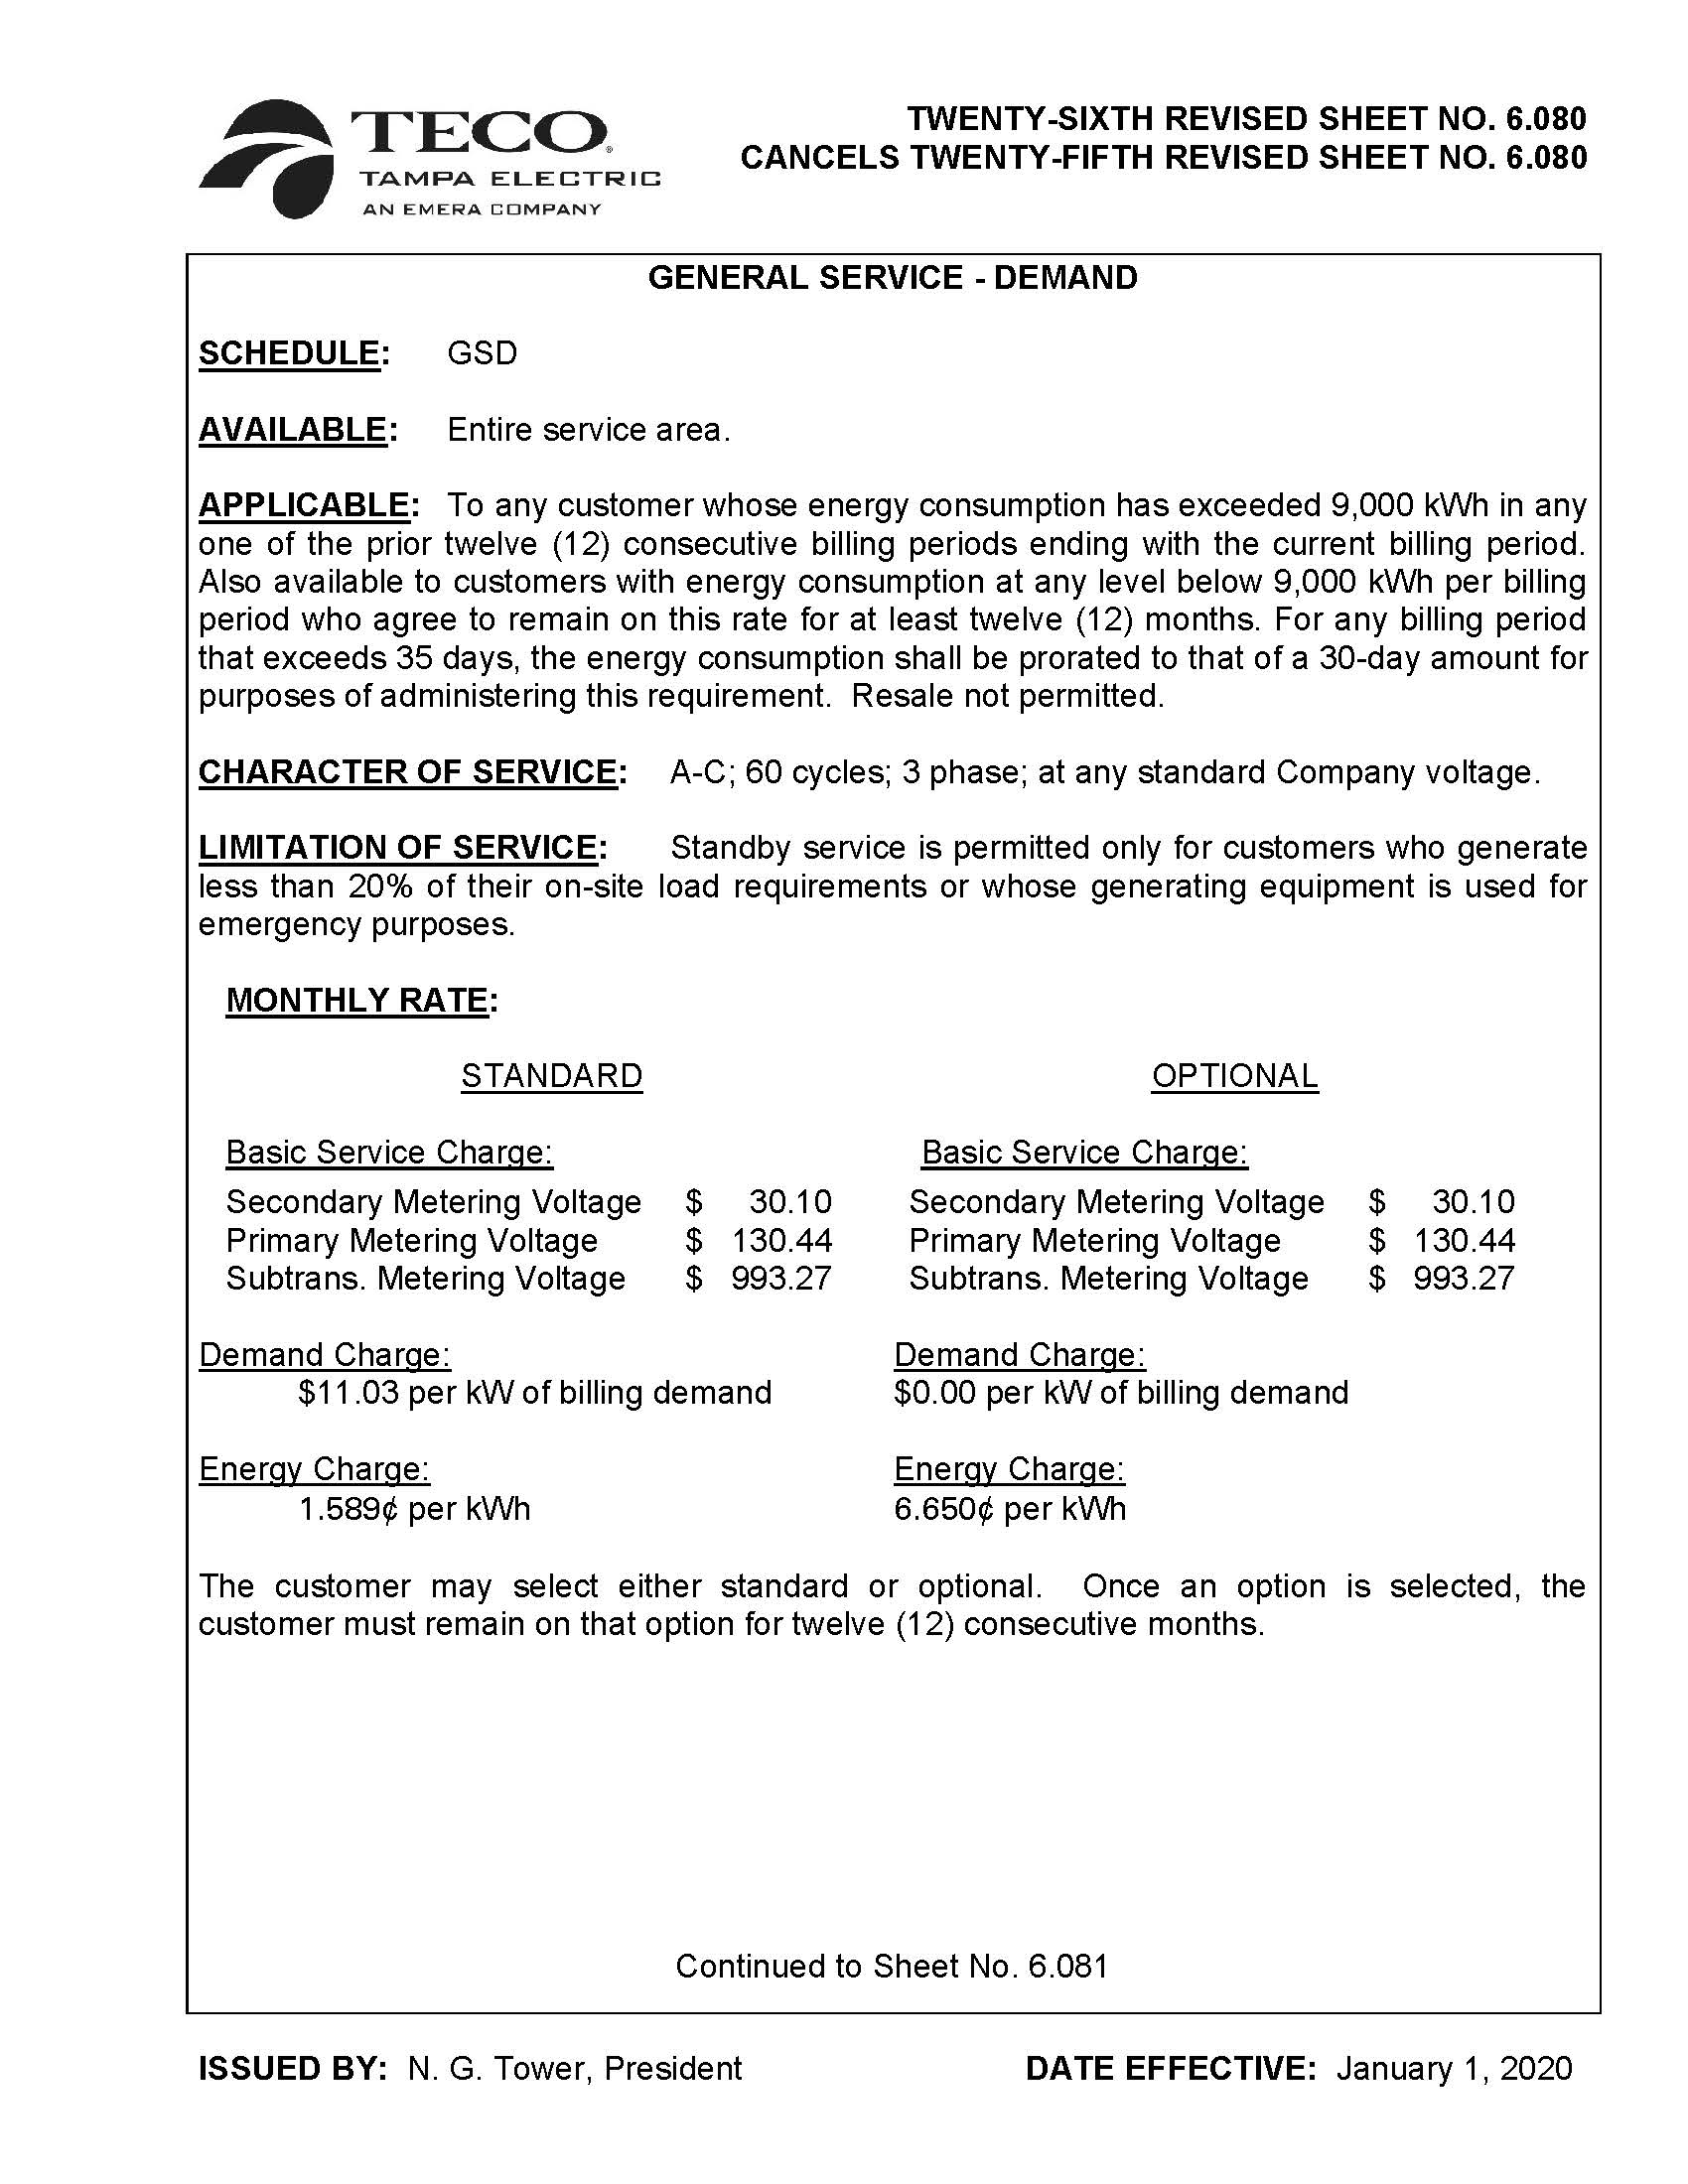 TECO®
TAMPA ELECTRIC
AN EMERA COMPANY
TWENTY-SIXTH REVISED SHEET NO. 6.080
CANCELS TWENTY-FIFTH REVISED SHEET NO. 6.080
GENERAL SERVICE - DEMAND
SCHEDULE: GSD
AVAILABLE: Entire service area.
APPLICABLE: To any customer whose energy consumption has exceeded 9,000 kWh in any
one of the prior twelve (12) consecutive billing periods ending with the current billing period.
Also available to customers with energy consumption at any level below 9,000 kWh per billing
period who agree to remain on this rate for at least twelve (12) months. For any billing period
that exceeds 35 days, the energy consumption shall be prorated to that of a 30-day amount for
purposes of administering this requirement. Resale not permitted.
CHARACTER OF SERVICE: A-C; 60 cycles; 3 phase; at any standard Company voltage.
LIMITATION OF SERVICE: Standby service is permitted only for customers who generate
less than 20% of their on-site load requirements or whose generating equipment is used for
emergency purposes.
MONTHLY RATE:
STANDARD OPTIONAL
Basic Service Charge: Basic Service Charge:
Secondary Metering Voltage $ 30.10 Secondary Metering Voltage $ 30.10
Primary Metering Voltage $ 130.44 Primary Metering Voltage $ 130.44
Subtrans. Metering Voltage $ 993.27 Subtrans. Metering Voltage $ 993.27
Demand Charge: Demand Charge:
$11.03 per kW of billing demand $0.00 per kW of billing demand
Energy Charge: Energy Charge:
1.589¢ per kWh 6.650¢ per kWh
The customer may select either standard or optional. Once an option is selected, the
customer must remain on that option for twelve (12) consecutive months.
Continued to Sheet No. 6.081
ISSUED BY: N. G. Tower, President DATE EFFECTIVE: January 1, 2020